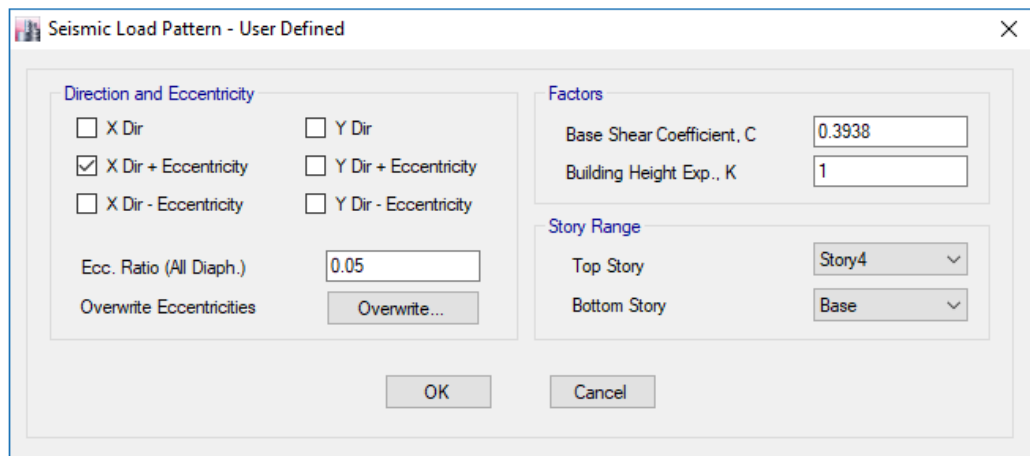 Seismic Load Pattern - User Defined
Direction and Eccentricity
X Dir
Y Dir
X Dir + Eccentricity
Y Dir + Eccentricity
X Dir - Eccentricity
Y Dir - Eccentricity
Ecc. Ratio (All Diaph.)
0.05
Overwrite Eccentricities
Overwrite...
Factors
Base Shear Coefficient, C
0.3938
Building Height Exp., K
1
Story Range
Top Story
Story4
Bottom Story
Base
OK
Cancel